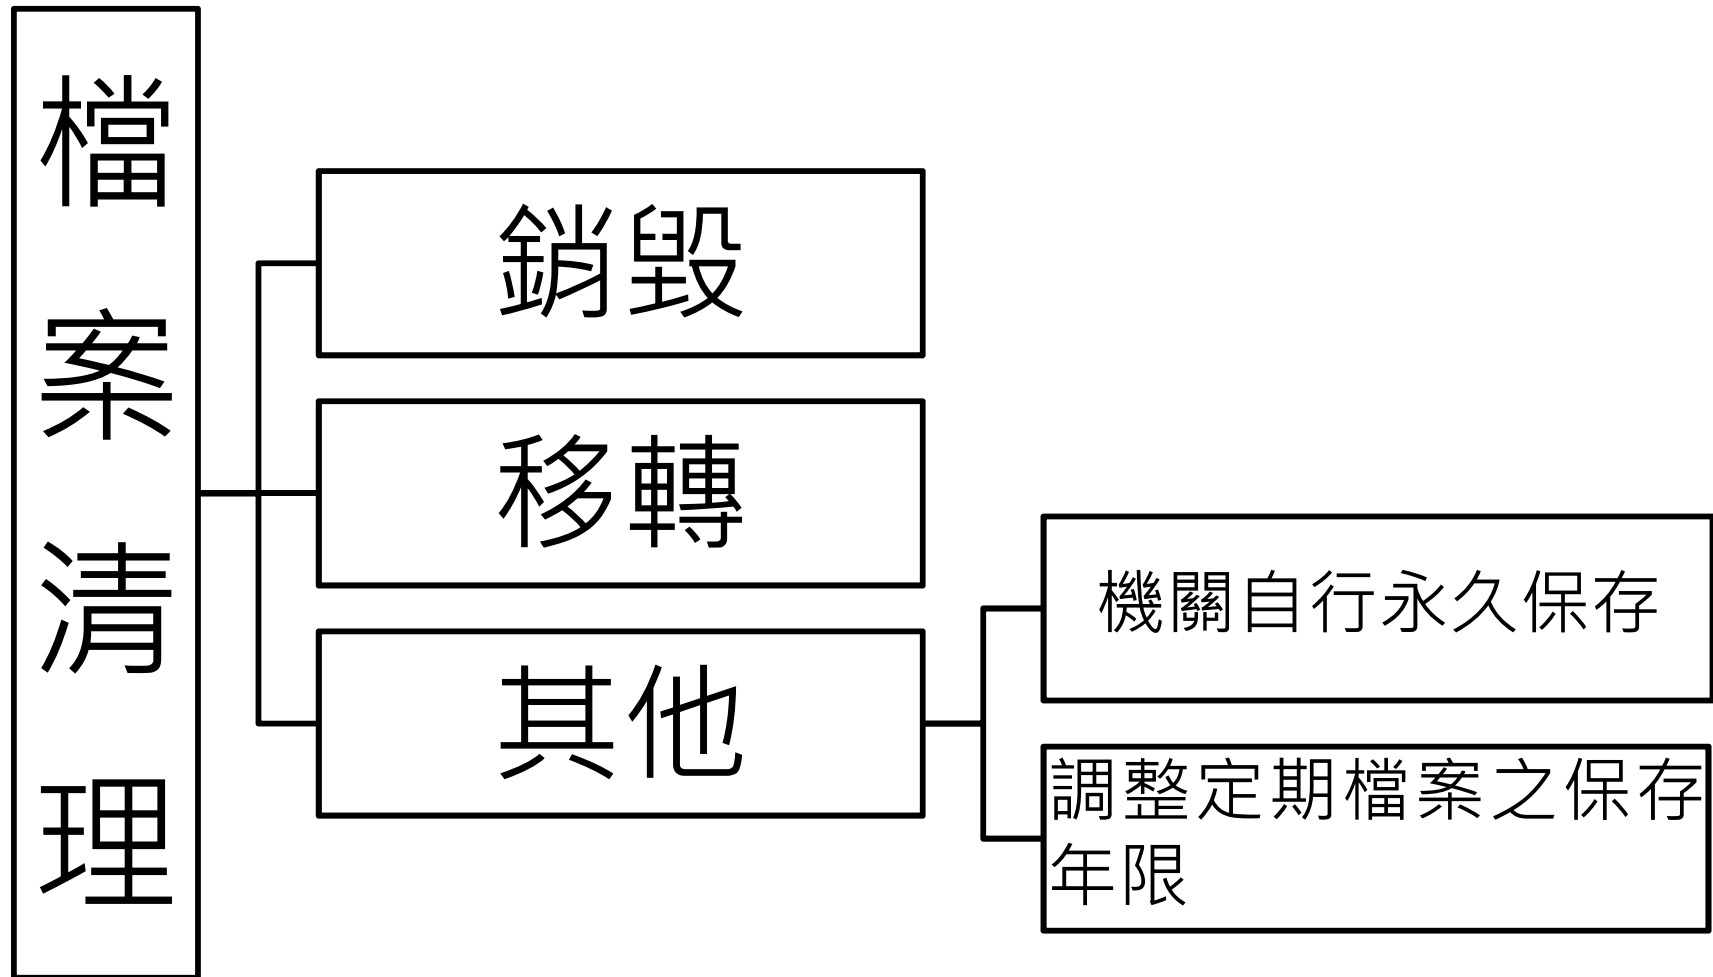 檔案清理
銷毀
移轉
其他
機關自行永久保存
調整定期檔案之保存
年限